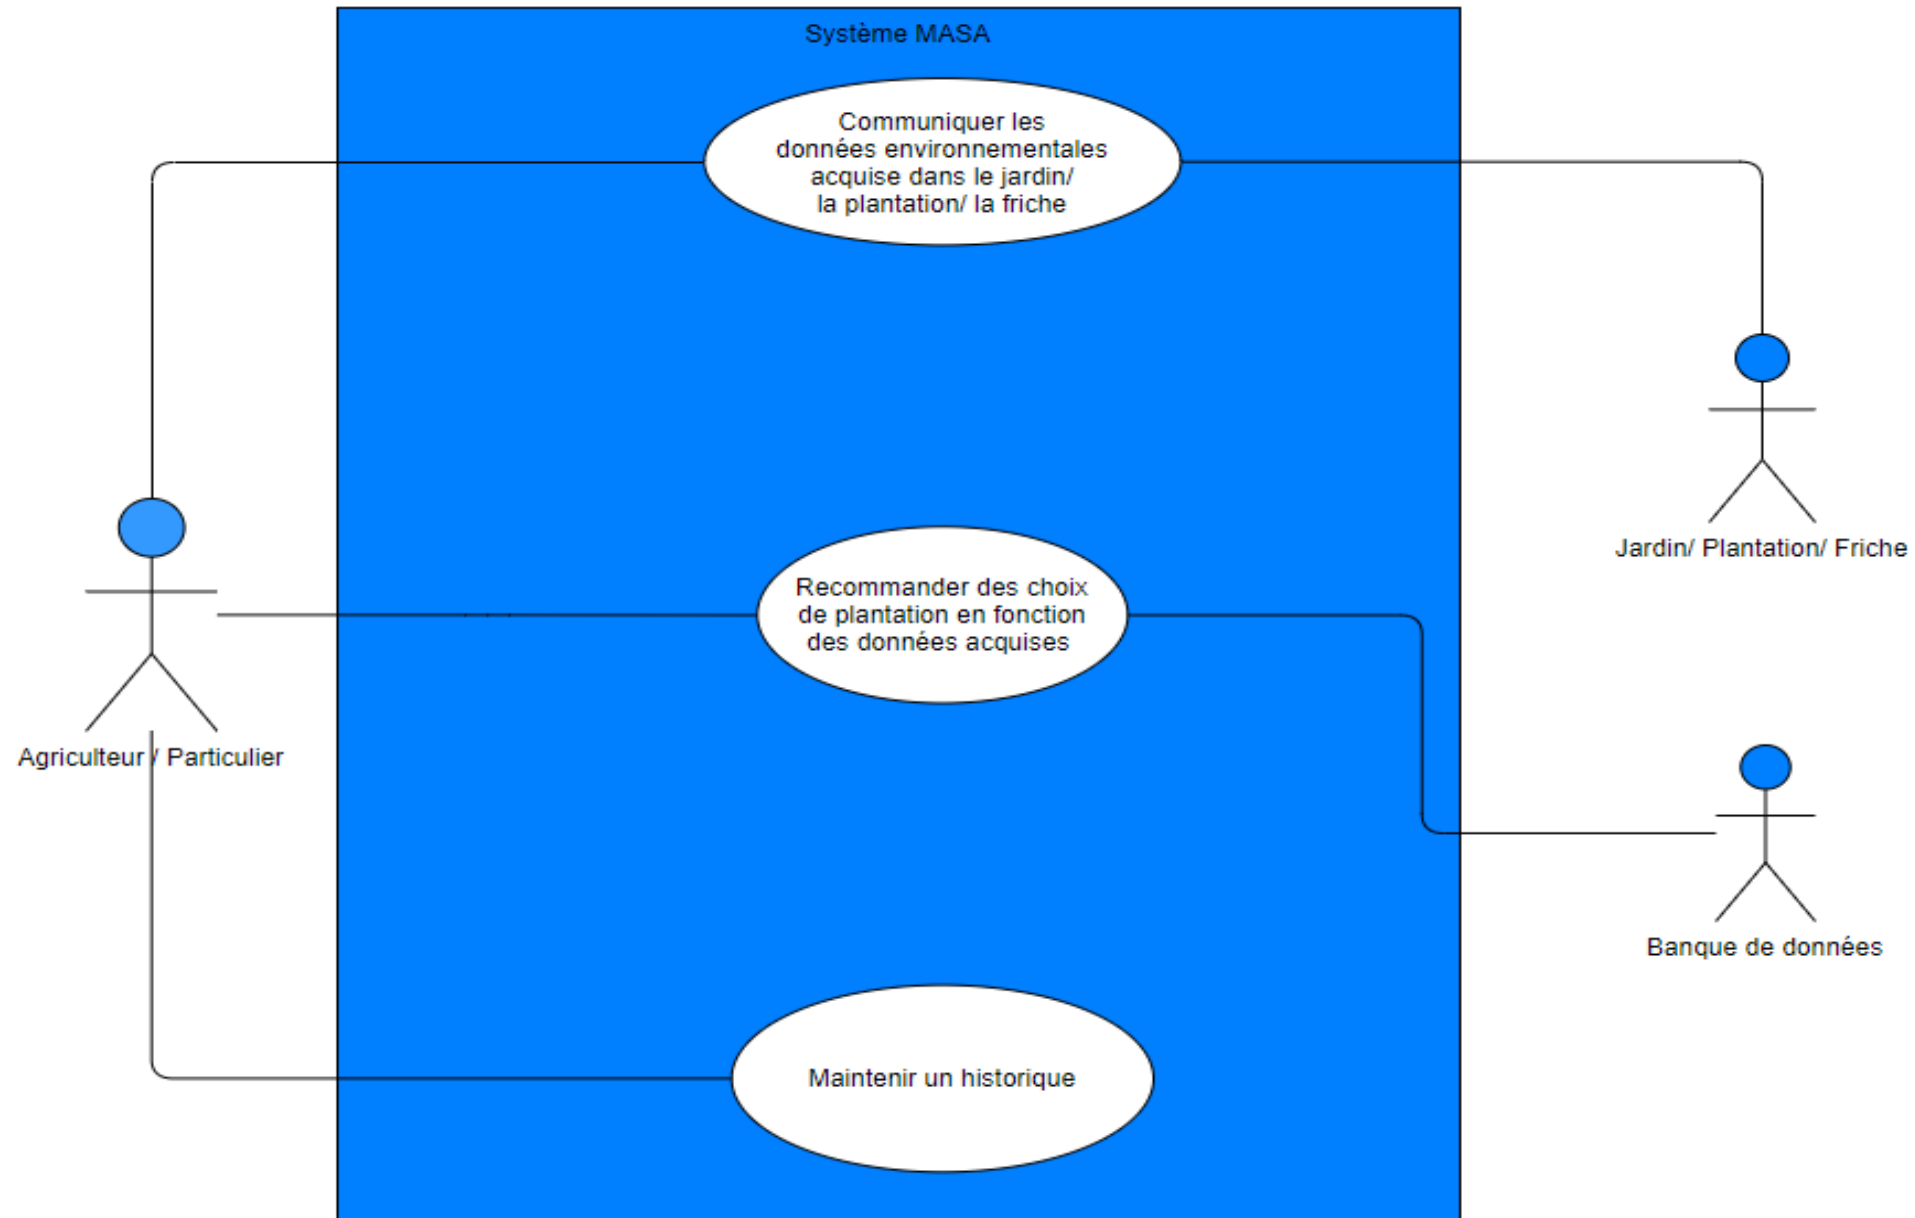 Système MASA
Communiquer les
données environnementales
acquise dans le jardin/
la plantation/ la friche
Jardin/ Plantation/ Friche
Recommander des choix
de plantation en fonction
des données acquises
Agriculteur / Particulier
Banque de données
Maintenir un historique